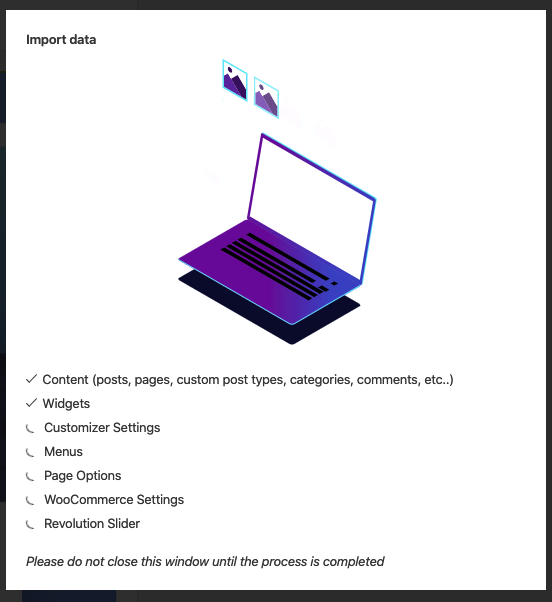 Import data
Content (posts, pages, custom post types, categories, comments, etc..)
Widgets
Customizer Settings
Menus
Page Options
WooCommerce Settings
Revolution Slider
Please do not close this window until the process is completed